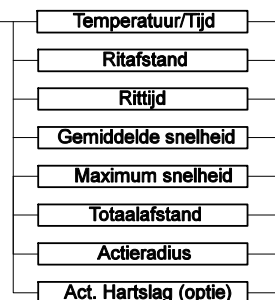 Temperatuur/Tijd
Ritafstand
Rittijd
Gemiddelde snelheid
Maximum snelheid
Totaalafstand
Actieradius
Act. Hartslag (optie)